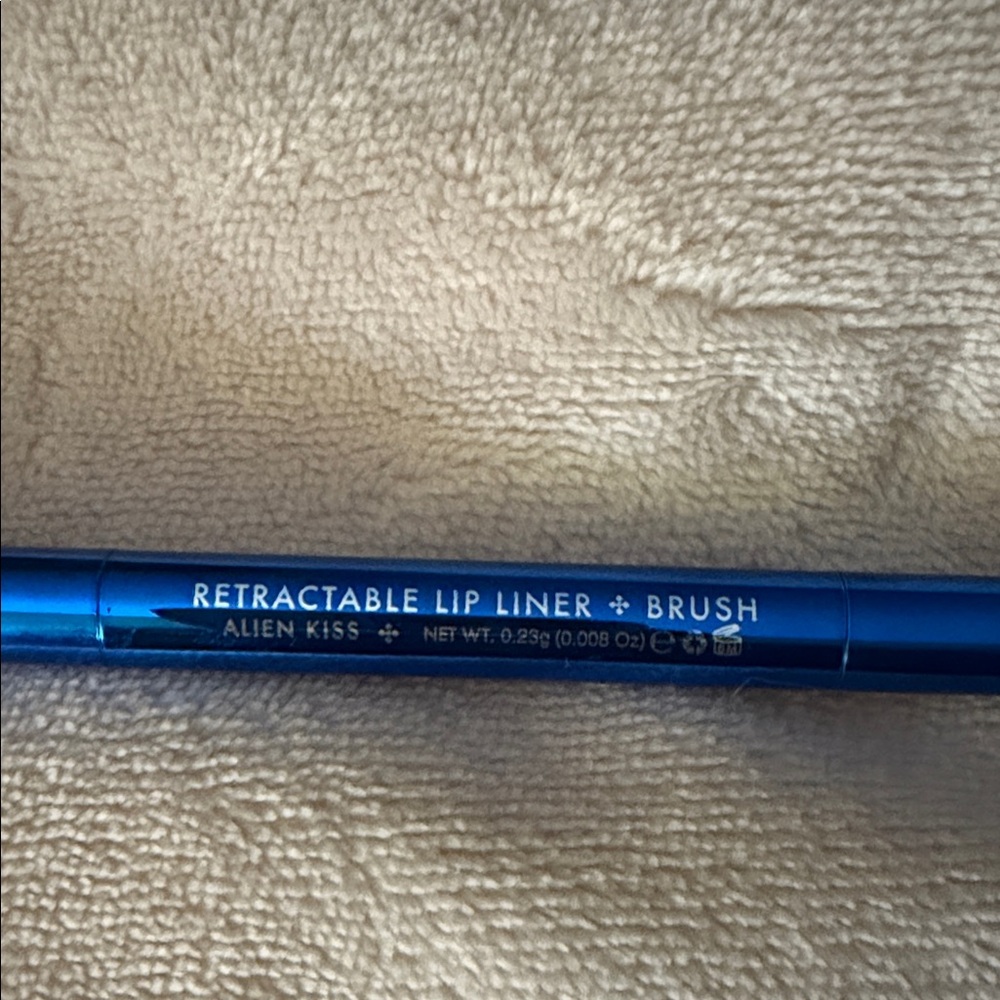 RETRACTABLE LIP LINER ✣ BRUSH
ALIEN KISS ✣ NET WT. 0.23g (0.008 Oz) ℮